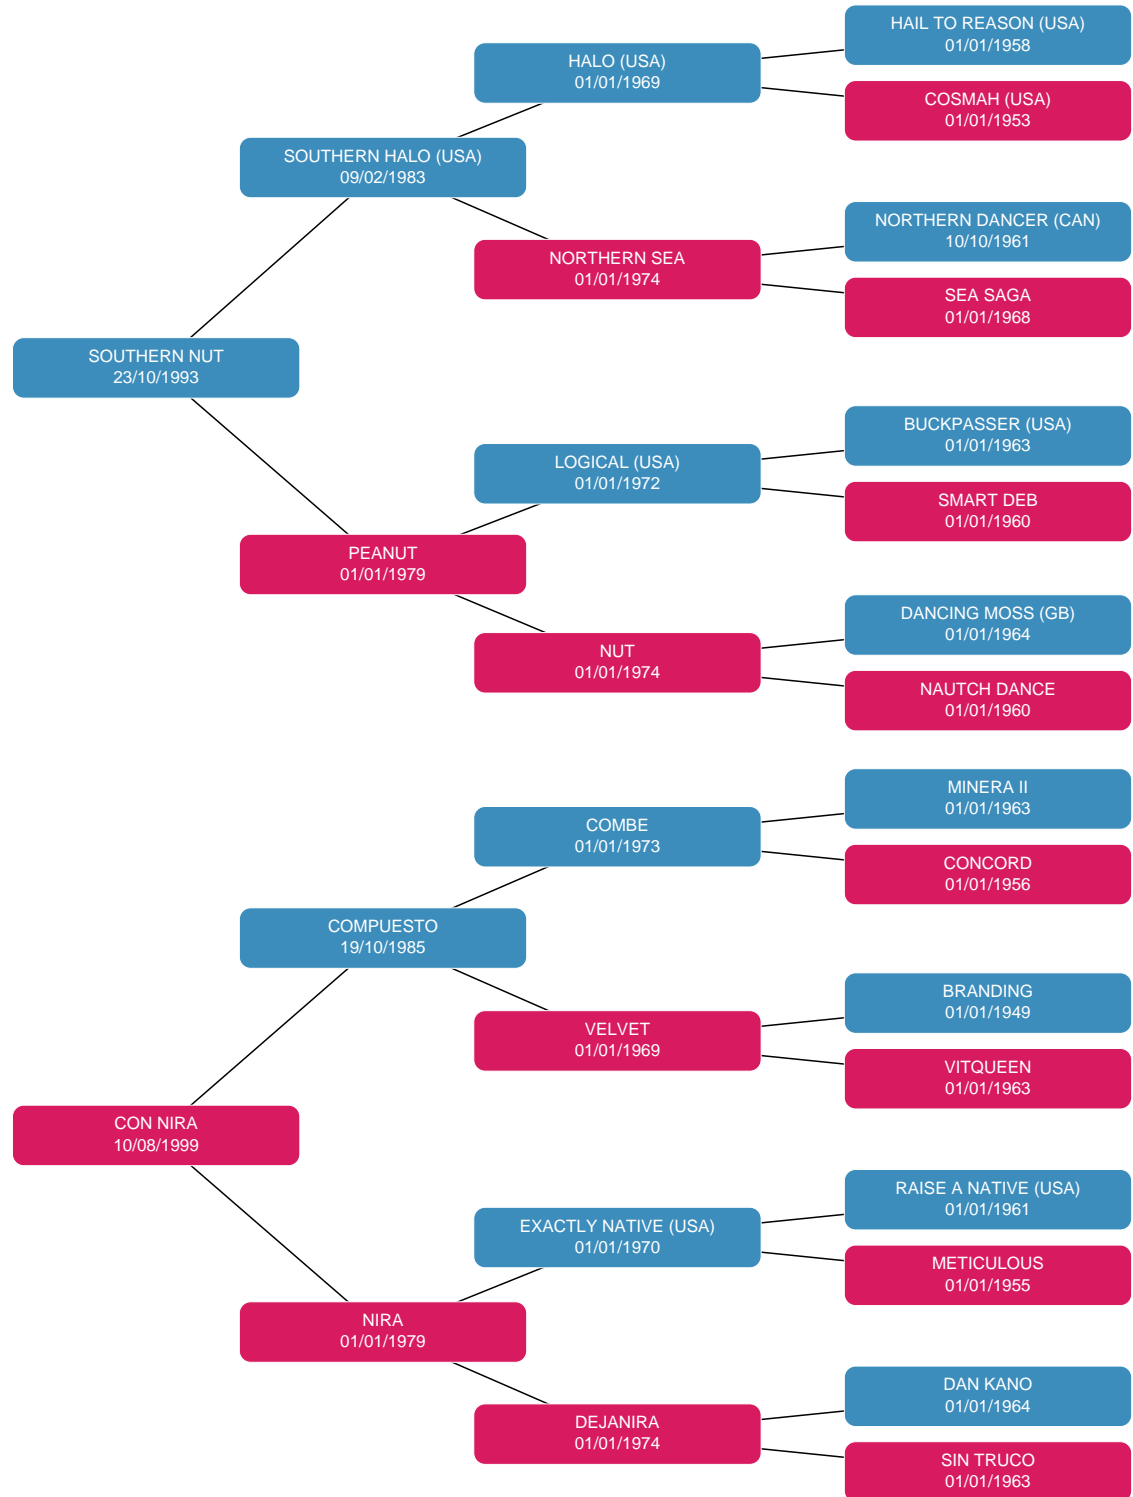 HAIL TO REASON (USA)
01/01/1958
HALO (USA)
01/01/1969
COSMAH (USA)
01/01/1953
SOUTHERN HALO (USA)
09/02/1983
NORTHERN DANCER (CAN)
10/10/1961
NORTHERN SEA
01/01/1974
SEA SAGA
01/01/1968
SOUTHERN NUT
23/10/1993
BUCKPASSER (USA)
01/01/1963
LOGICAL (USA)
01/01/1972
SMART DEB
01/01/1960
PEANUT
01/01/1979
DANCING MOSS (GB)
01/01/1964
NUT
01/01/1974
NAUTCH DANCE
01/01/1960
MINERA II
01/01/1963
COMBE
01/01/1973
CONCORD
01/01/1956
COMPUESTO
19/10/1985
BRANDING
01/01/1949
VELVET
01/01/1969
VITQUEEN
01/01/1963
CON NIRA
10/08/1999
RAISE A NATIVE (USA)
01/01/1961
EXACTLY NATIVE (USA)
01/01/1970
METICULOUS
01/01/1955
NIRA
01/01/1979
DAN KANO
01/01/1964
DEJANIRA
01/01/1974
SIN TRUCO
01/01/1963